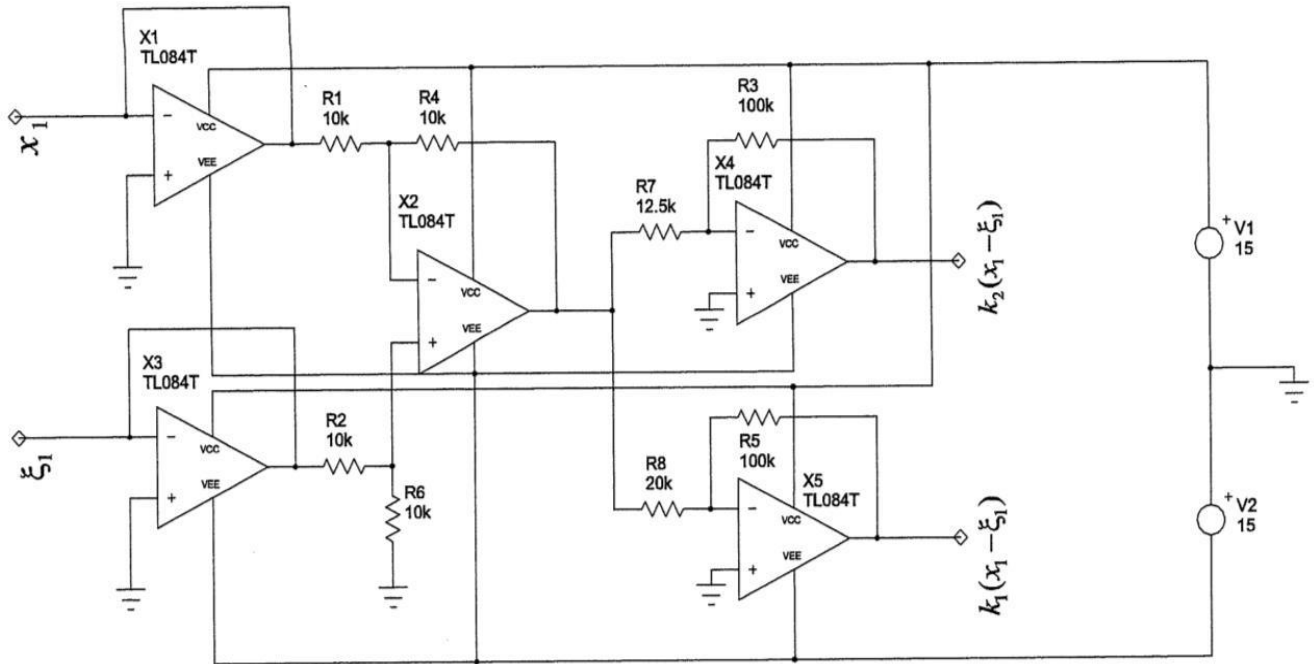 X1
TL084T
R1
10k
R4
10k
R3
100k
VCC
VEE
−
+
x1
X2
TL084T
R7
12.5k
X4
TL084T
−
+
VCC
VEE
−
+
VCC
VEE
k2(x1−ξ1)
+
V1
15
X3
TL084T
R2
10k
R6
10k
−
+
VCC
VEE
ξ1
R5
100k
R8
20k
X5
TL084T
−
+
VCC
VEE
k1(x1−ξ1)
+
V2
15